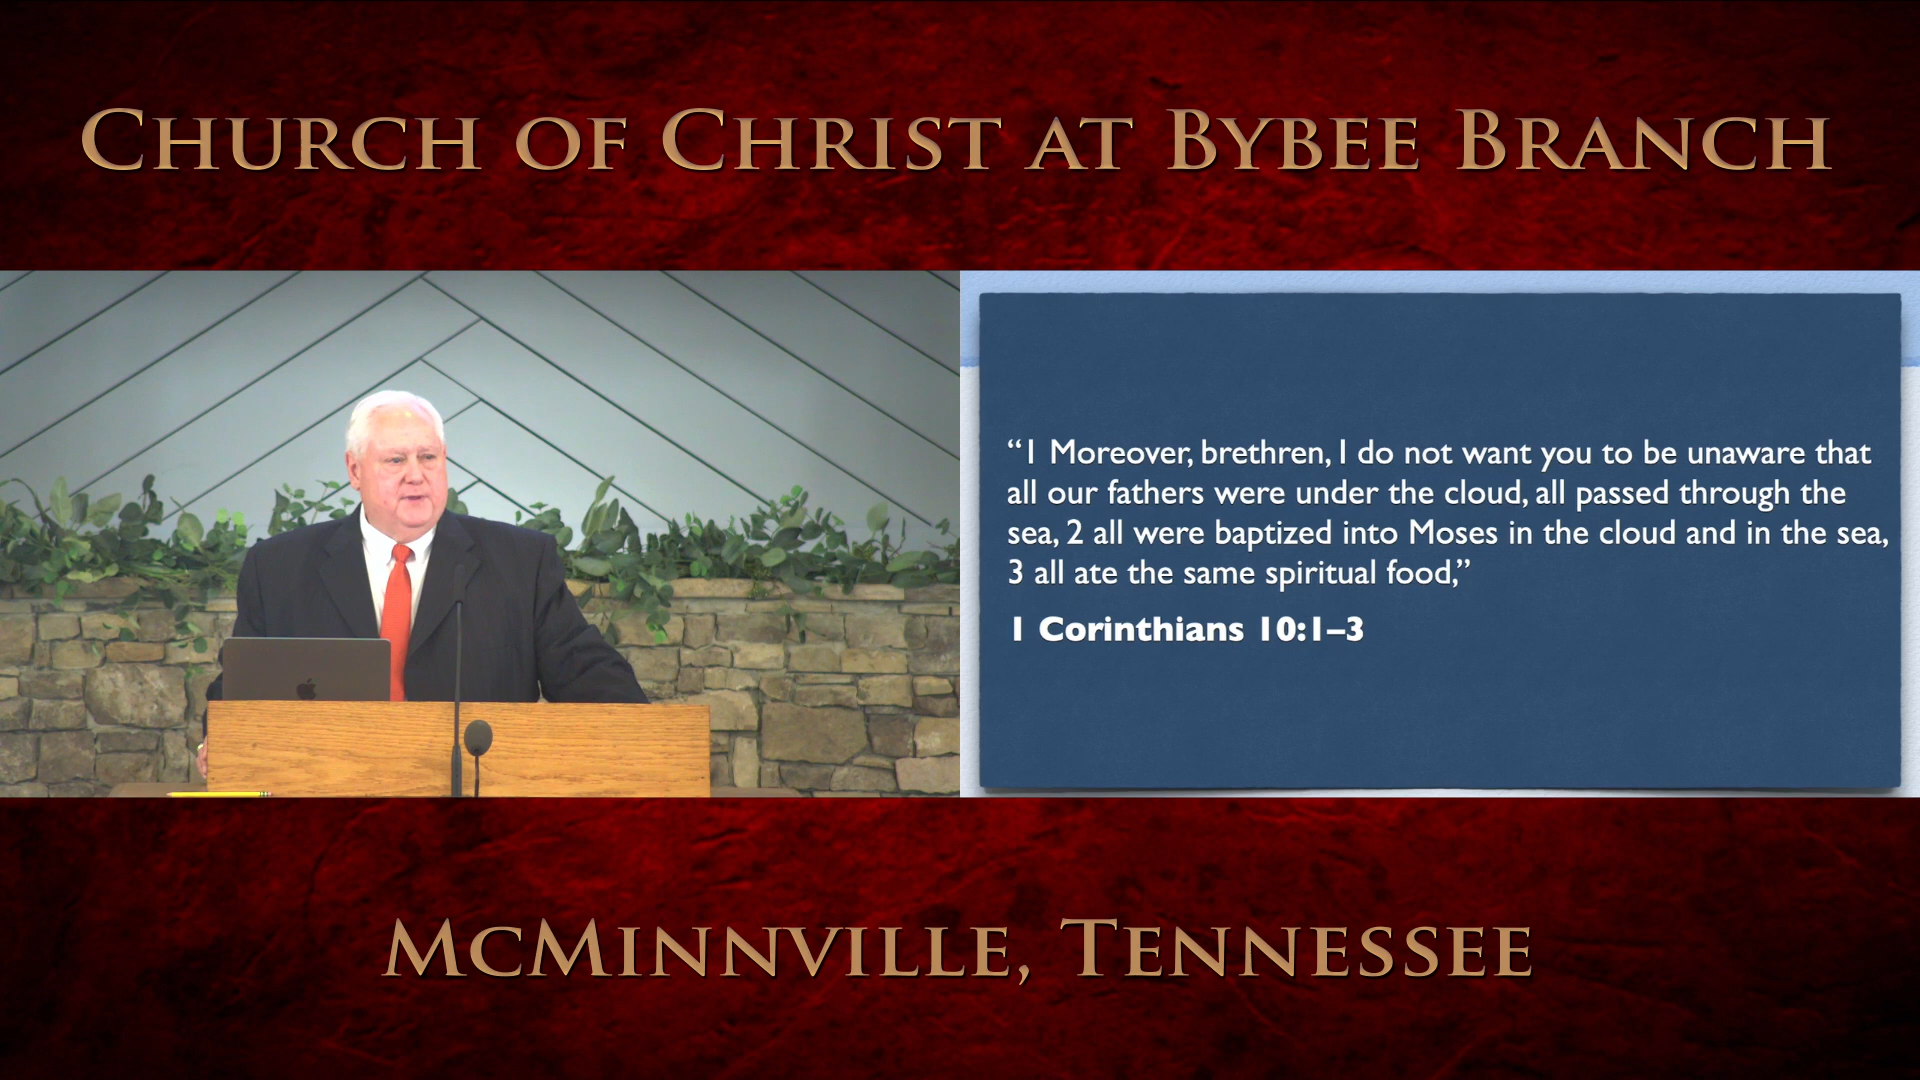 Church of Christ at Bybee Branch
“1 Moreover, brethren, I do not want you to be unaware that
all our fathers were under the cloud, all passed through the
sea, 2 all were baptized into Moses in the cloud and in the sea,
3 all ate the same spiritual food,”
1 Corinthians 10:1–3
McMinnville, Tennessee